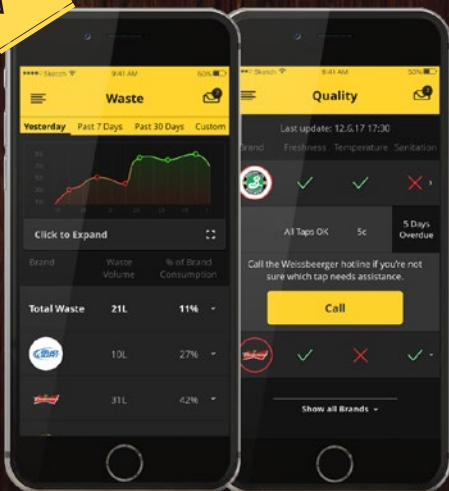 Sketch 9:41 AM 50%
Waste
Yesterday Past 7 Days Past 30 Days Custom
Click to Expand
Brand Waste Volume % of Brand Consumption
Total Waste 21L 11%
10L 27%
Budweiser 31L 42%
Sketch 9:41 AM 50%
Quality
Last update: 12.6.17 17:30
Brand Freshness Temperature Sanitation
B
All Taps OK 5c 5 Days
Overdue
Call the Weissbeerger hotline if you're not
sure which tap needs assistance.
Call
Budweiser
Show all Brands